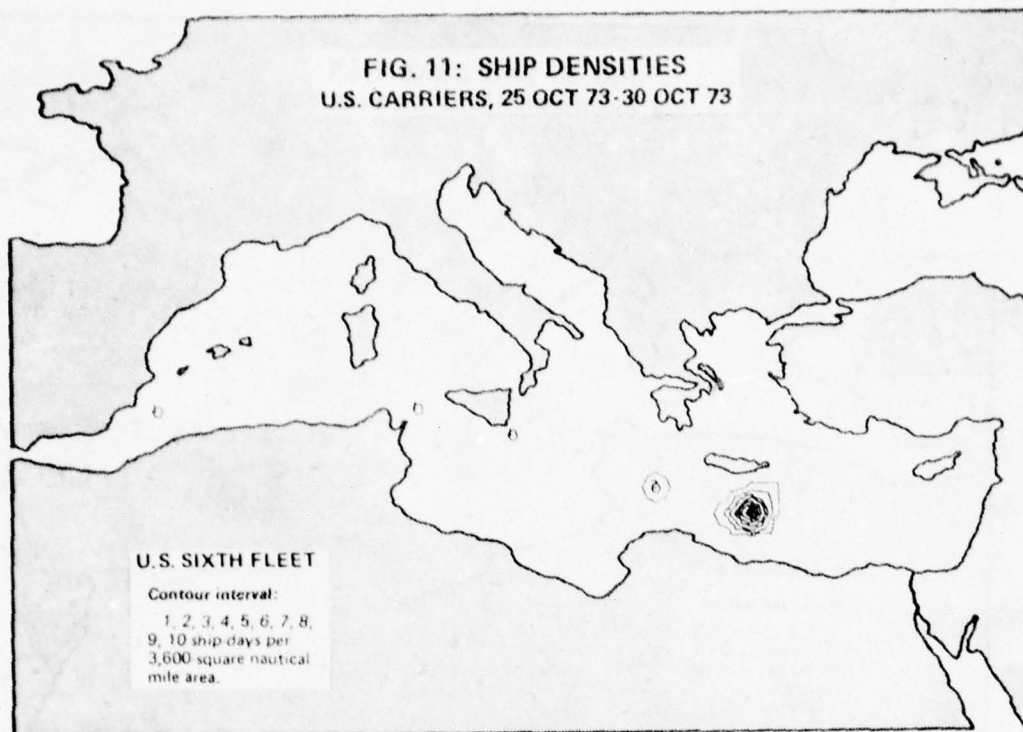 FIG. 11: SHIP DENSITIES
U.S. CARRIERS, 25 OCT 73-30 OCT 73
U.S. SIXTH FLEET
Contour interval:
1, 2, 3, 4, 5, 6, 7, 8,
9, 10 ship-days per
3,600-square nautical
mile area.